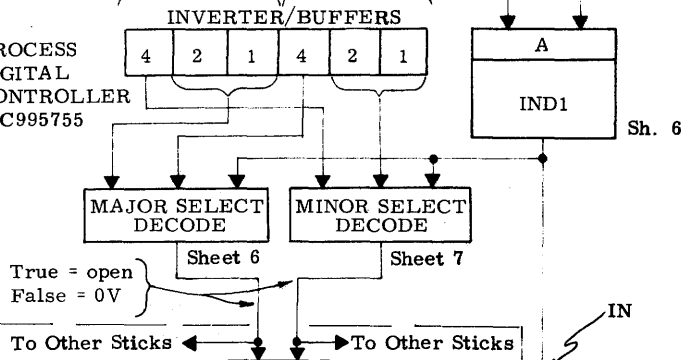 INVERTER/BUFFERS
4 2 1 4 2 1
ROCESS
IGITAL
ONTROLLER
C995755
A
IND1
Sh. 6
MAJOR SELECT
DECODE
MINOR SELECT
DECODE
Sheet 6
Sheet 7
True = open
False = 0V
IN
To Other Sticks
To Other Sticks